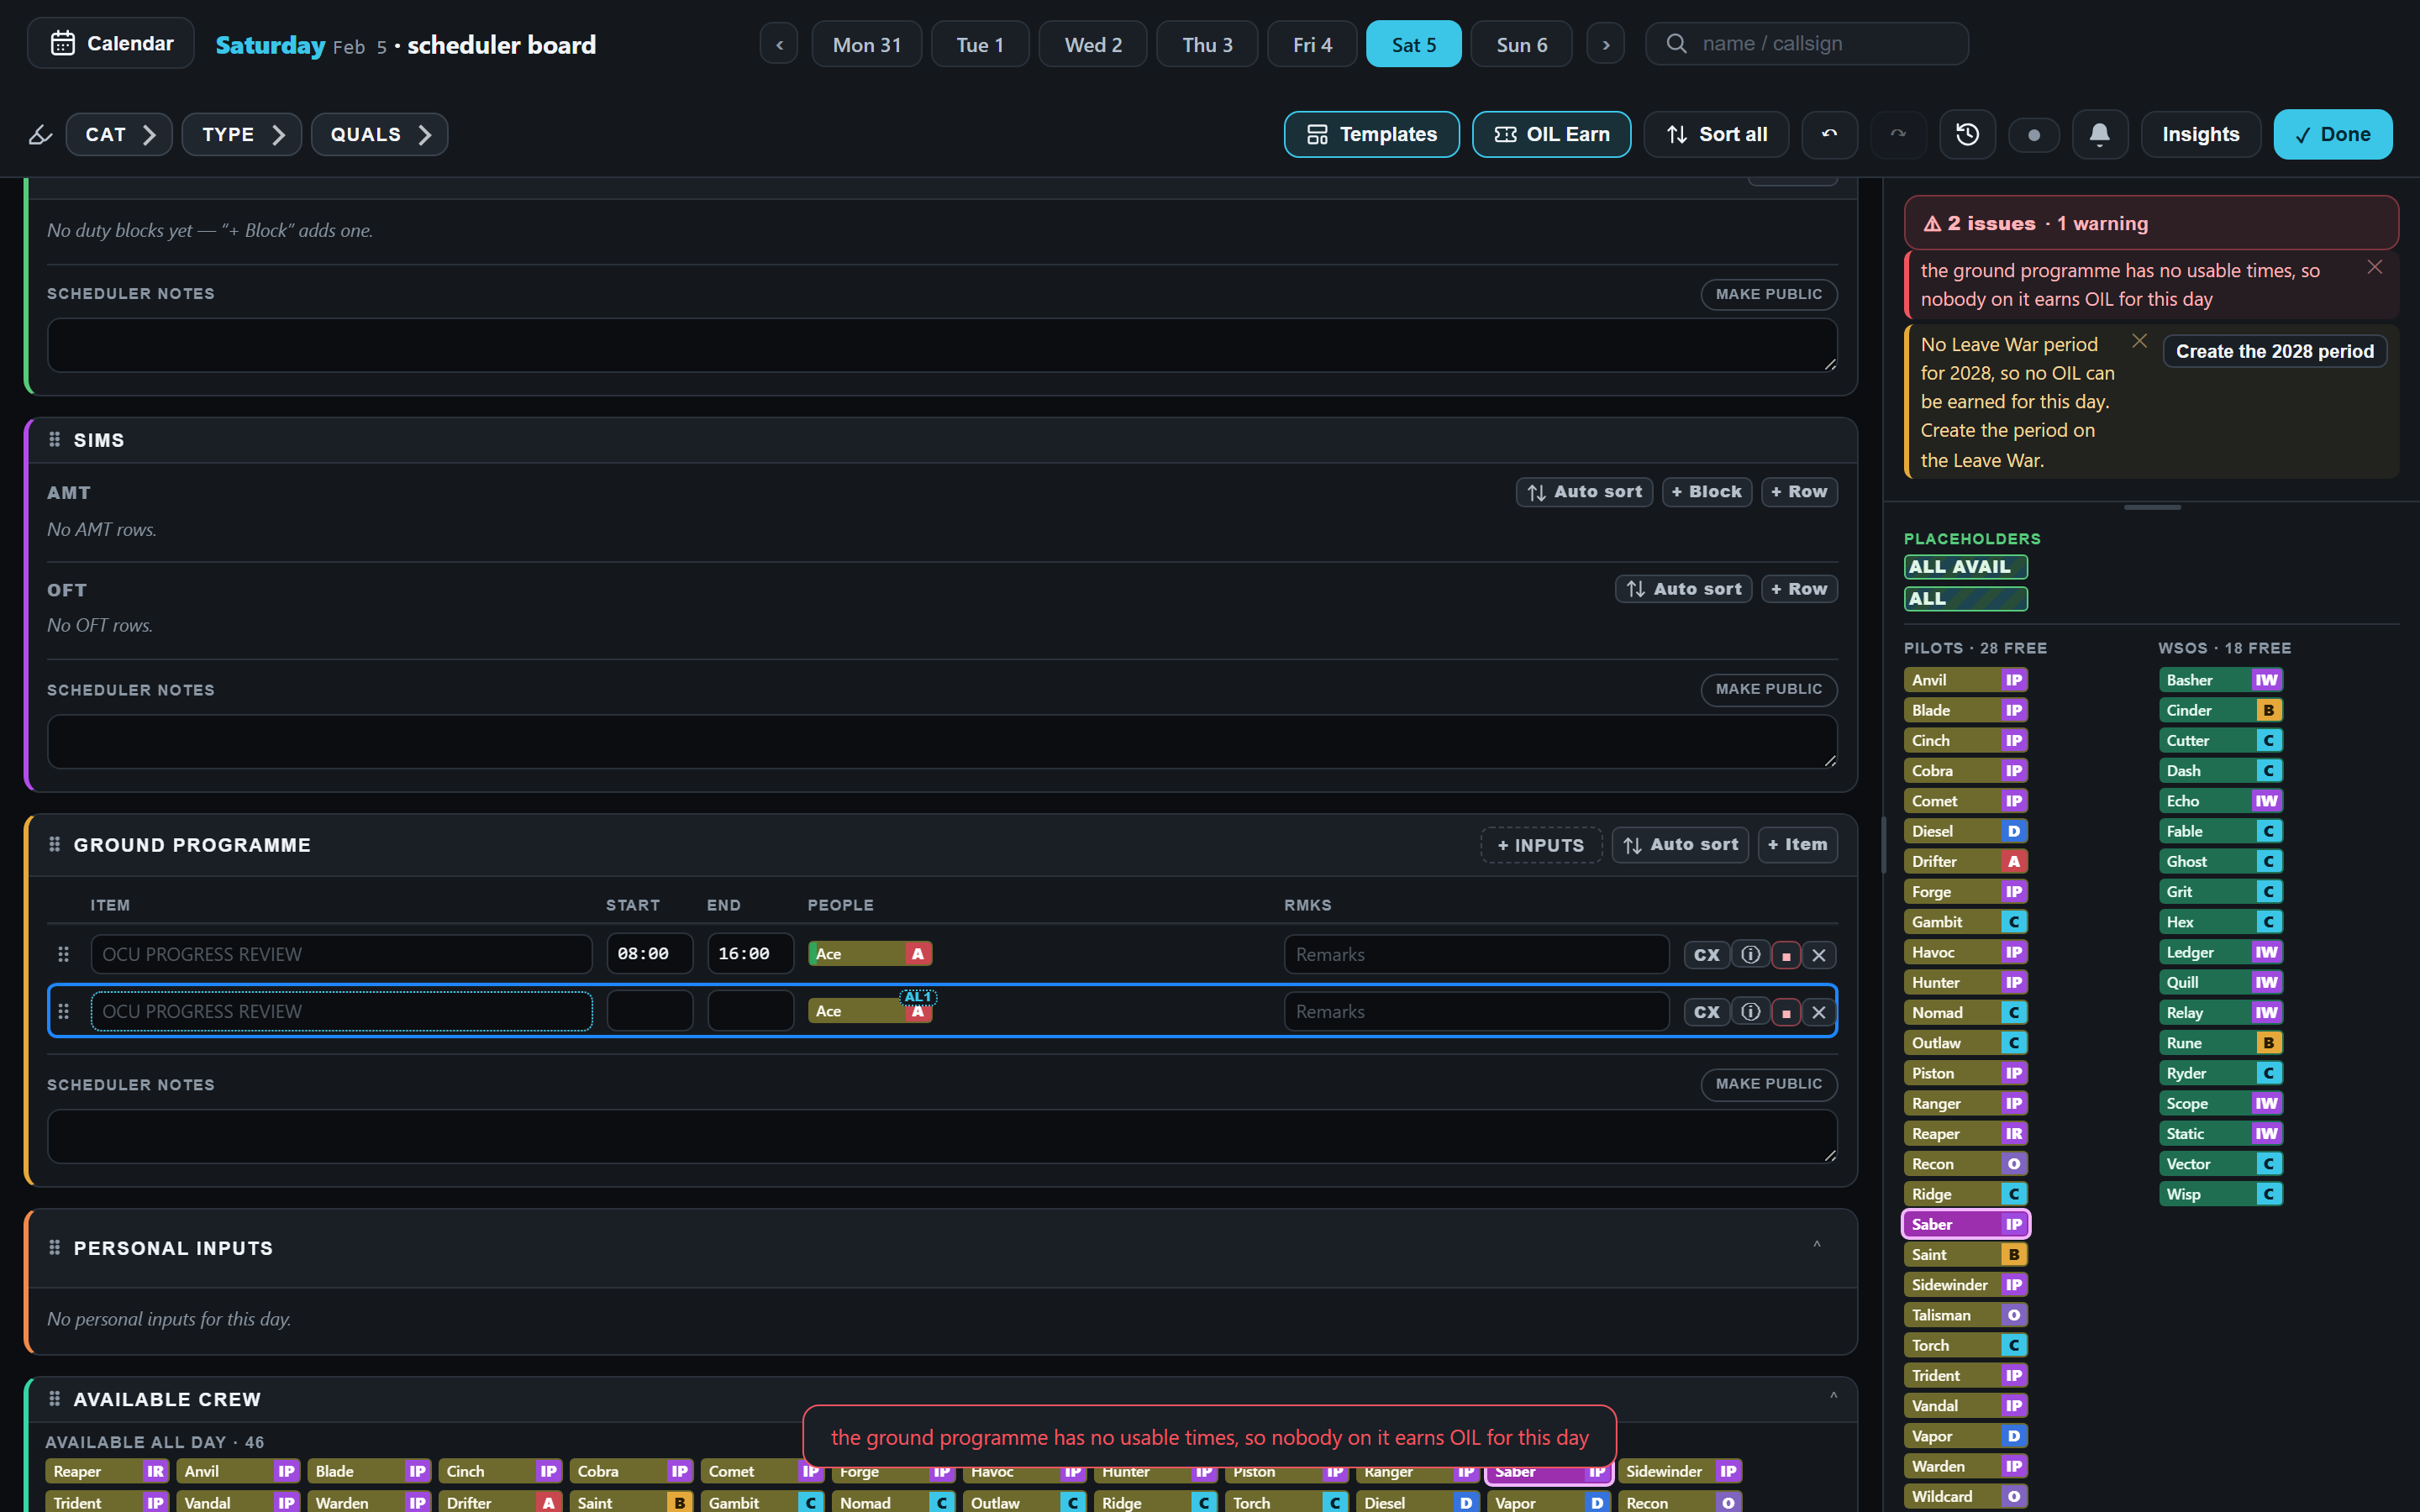 Calendar
Saturday Feb 5 · scheduler board
‹ Mon 31 Tue 1 Wed 2 Thu 3 Fri 4 Sat 5 Sun 6 ›
name / callsign
CAT TYPE QUALS
Templates OIL Earn Sort all Insights ✓ Done
No duty blocks yet — “+ Block” adds one.
SCHEDULER NOTES MAKE PUBLIC
SIMS
AMT Auto sort + Block + Row
No AMT rows.
OFT Auto sort + Row
No OFT rows.
SCHEDULER NOTES MAKE PUBLIC
GROUND PROGRAMME + INPUTS Auto sort + Item
ITEM START END PEOPLE RMKS
OCU PROGRESS REVIEW 08:00 16:00 Ace A Remarks CX
OCU PROGRESS REVIEW Ace A AL1 Remarks CX
SCHEDULER NOTES MAKE PUBLIC
PERSONAL INPUTS
No personal inputs for this day.
AVAILABLE CREW
AVAILABLE ALL DAY · 46
Reaper IR Anvil IP Blade IP Cinch IP Cobra IP Comet IP Forge IP Havoc IP Hunter IP Piston IP Ranger IP Saber IP Sidewinder IP
Trident IP Vandal IP Warden IP Drifter A Saint B Gambit C Nomad C Outlaw C Ridge C Torch C Diesel D Vapor D Recon O
the ground programme has no usable times, so nobody on it earns OIL for this day
⚠ 2 issues · 1 warning
the ground programme has no usable times, so
nobody on it earns OIL for this day
No Leave War period
for 2028, so no OIL can
be earned for this day.
Create the period on
the Leave War.
Create the 2028 period
PLACEHOLDERS
ALL AVAIL
ALL
PILOTS · 28 FREE
Anvil IP
Blade IP
Cinch IP
Cobra IP
Comet IP
Diesel D
Drifter A
Forge IP
Gambit C
Havoc IP
Hunter IP
Nomad C
Outlaw C
Piston IP
Ranger IP
Reaper IR
Recon O
Ridge C
Saber IP
Saint B
Sidewinder IP
Talisman O
Torch C
Trident IP
Vandal IP
Vapor D
Warden IP
Wildcard O
WSOS · 18 FREE
Basher IW
Cinder B
Cutter C
Dash C
Echo IW
Fable C
Ghost C
Grit C
Hex C
Ledger IW
Quill IW
Relay IW
Rune B
Ryder C
Scope IW
Static IW
Vector C
Wisp C